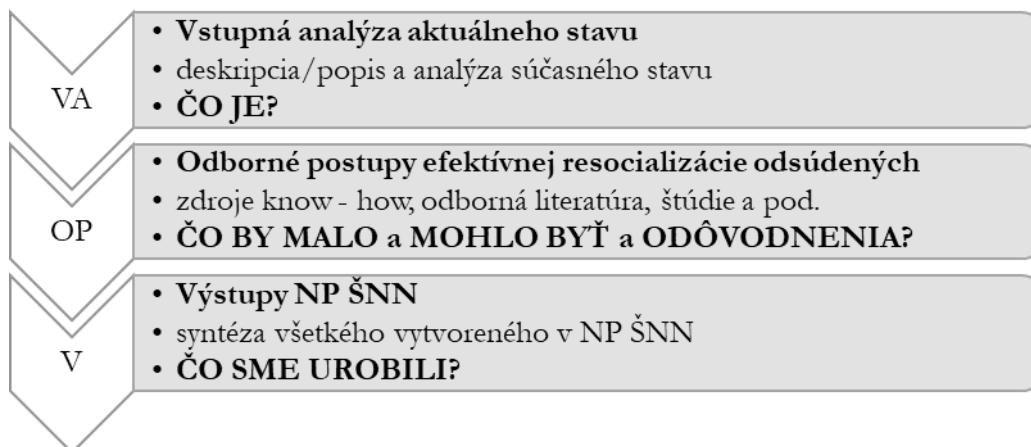 VA
• Vstupná analýza aktuálneho stavu
• deskripcia/popis a analýza súčasného stavu
• ČO JE?
OP
• Odborné postupy efektívnej resocializácie odsúdených
• zdroje know - how, odborná literatúra, štúdie a pod.
• ČO BY MALO a MOHLO BYŤ a ODÔVODNENIA?
V
• Výstupy NP ŠNN
• syntéza všetkého vytvoreného v NP ŠNN
• ČO SME UROBILI?